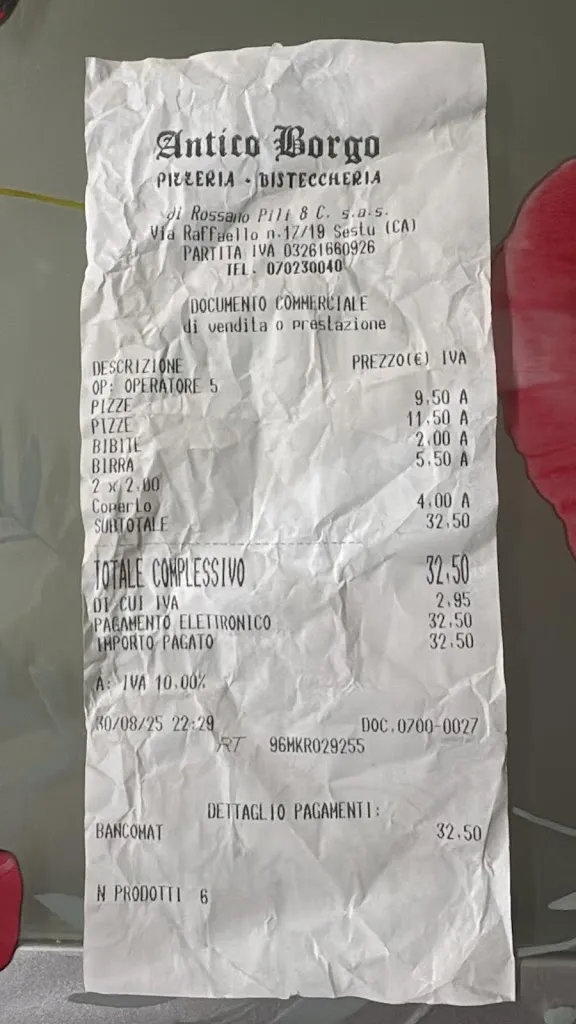 Antico Borgo
PIZZERIA - BISTECCHERIA
di Rossano Pili & C. s.a.s.
Via Raffaello n.17/19 Sestu (CA)
PARTITA IVA 03261660926
TEL. 070230040
DOCUMENTO COMMERCIALE
di vendita o prestazione
DESCRIZIONE PREZZO(€) IVA
OP: OPERATORE 5
PIZZE 9,50 A
PIZZE 11,50 A
BIBITE 2,00 A
BIRRA 5,50 A
2 x 2,00
Coperto 4,00 A
SUBTOTALE 32,50
TOTALE COMPLESSIVO 32,50
DI CUI IVA 2,95
PAGAMENTO ELETTRONICO 32,50
IMPORTO PAGATO 32,50
A: IVA 10,00%
30/08/25 22:29 DOC.0700-0027
RT 96MKR029255
DETTAGLIO PAGAMENTI:
BANCOMAT 32,50
N PRODOTTI 6